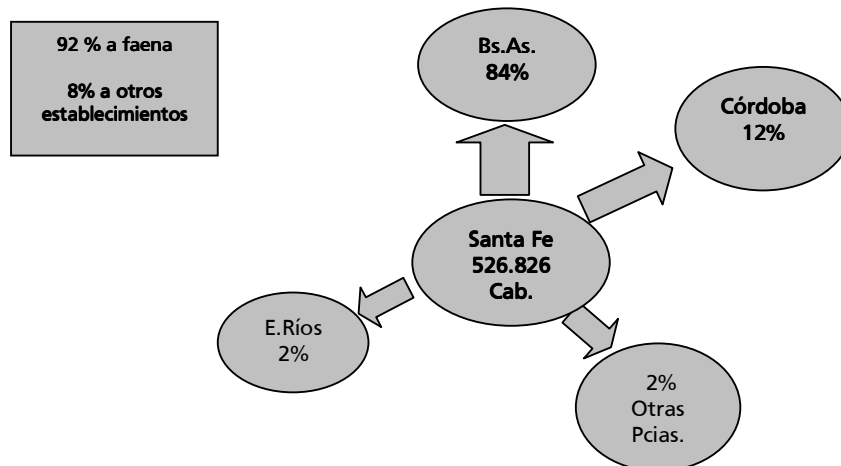 92 % a faena
8% a otros
establecimientos
Bs.As.
84%
Córdoba
12%
Santa Fe
526.826
Cab.
E.Ríos
2%
2%
Otras
Pcias.